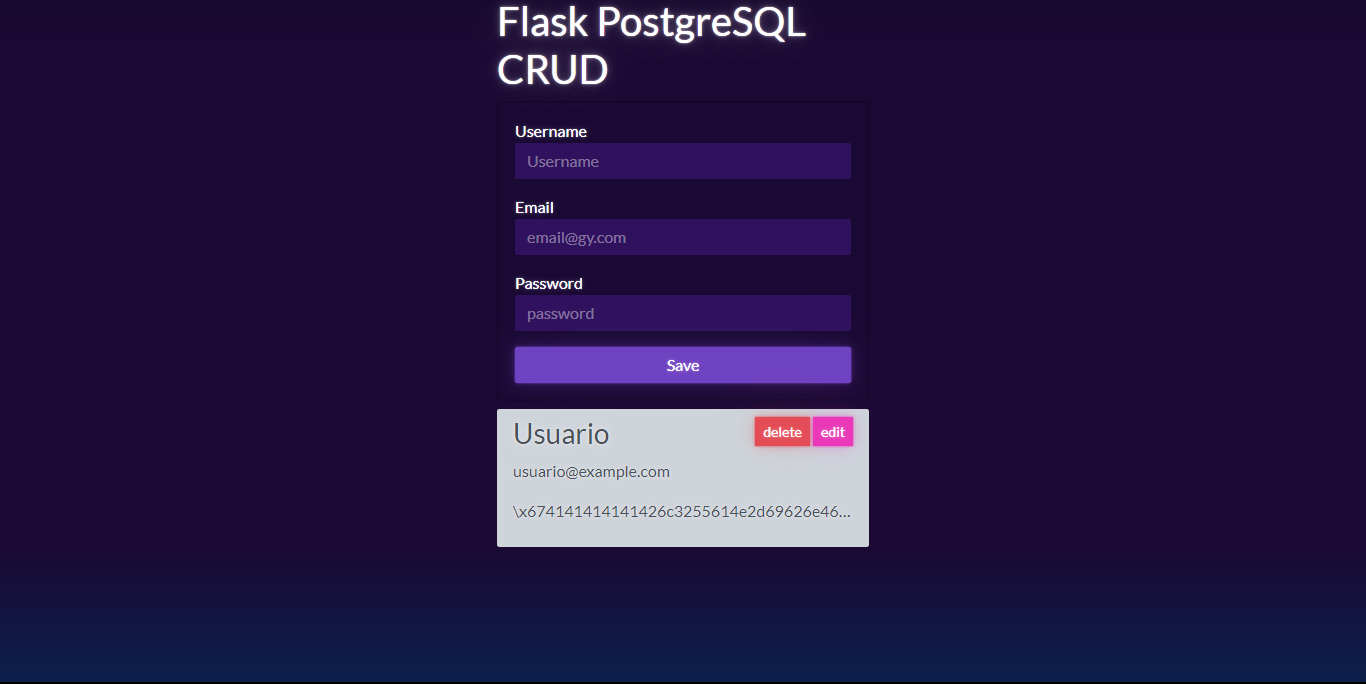 Flask PostgreSQL
CRUD
Username
Username
Email
email@gy.com
Password
password
Save
Usuario
delete edit
usuario@example.com
\x674141414141426c3255614e2d69626e46...